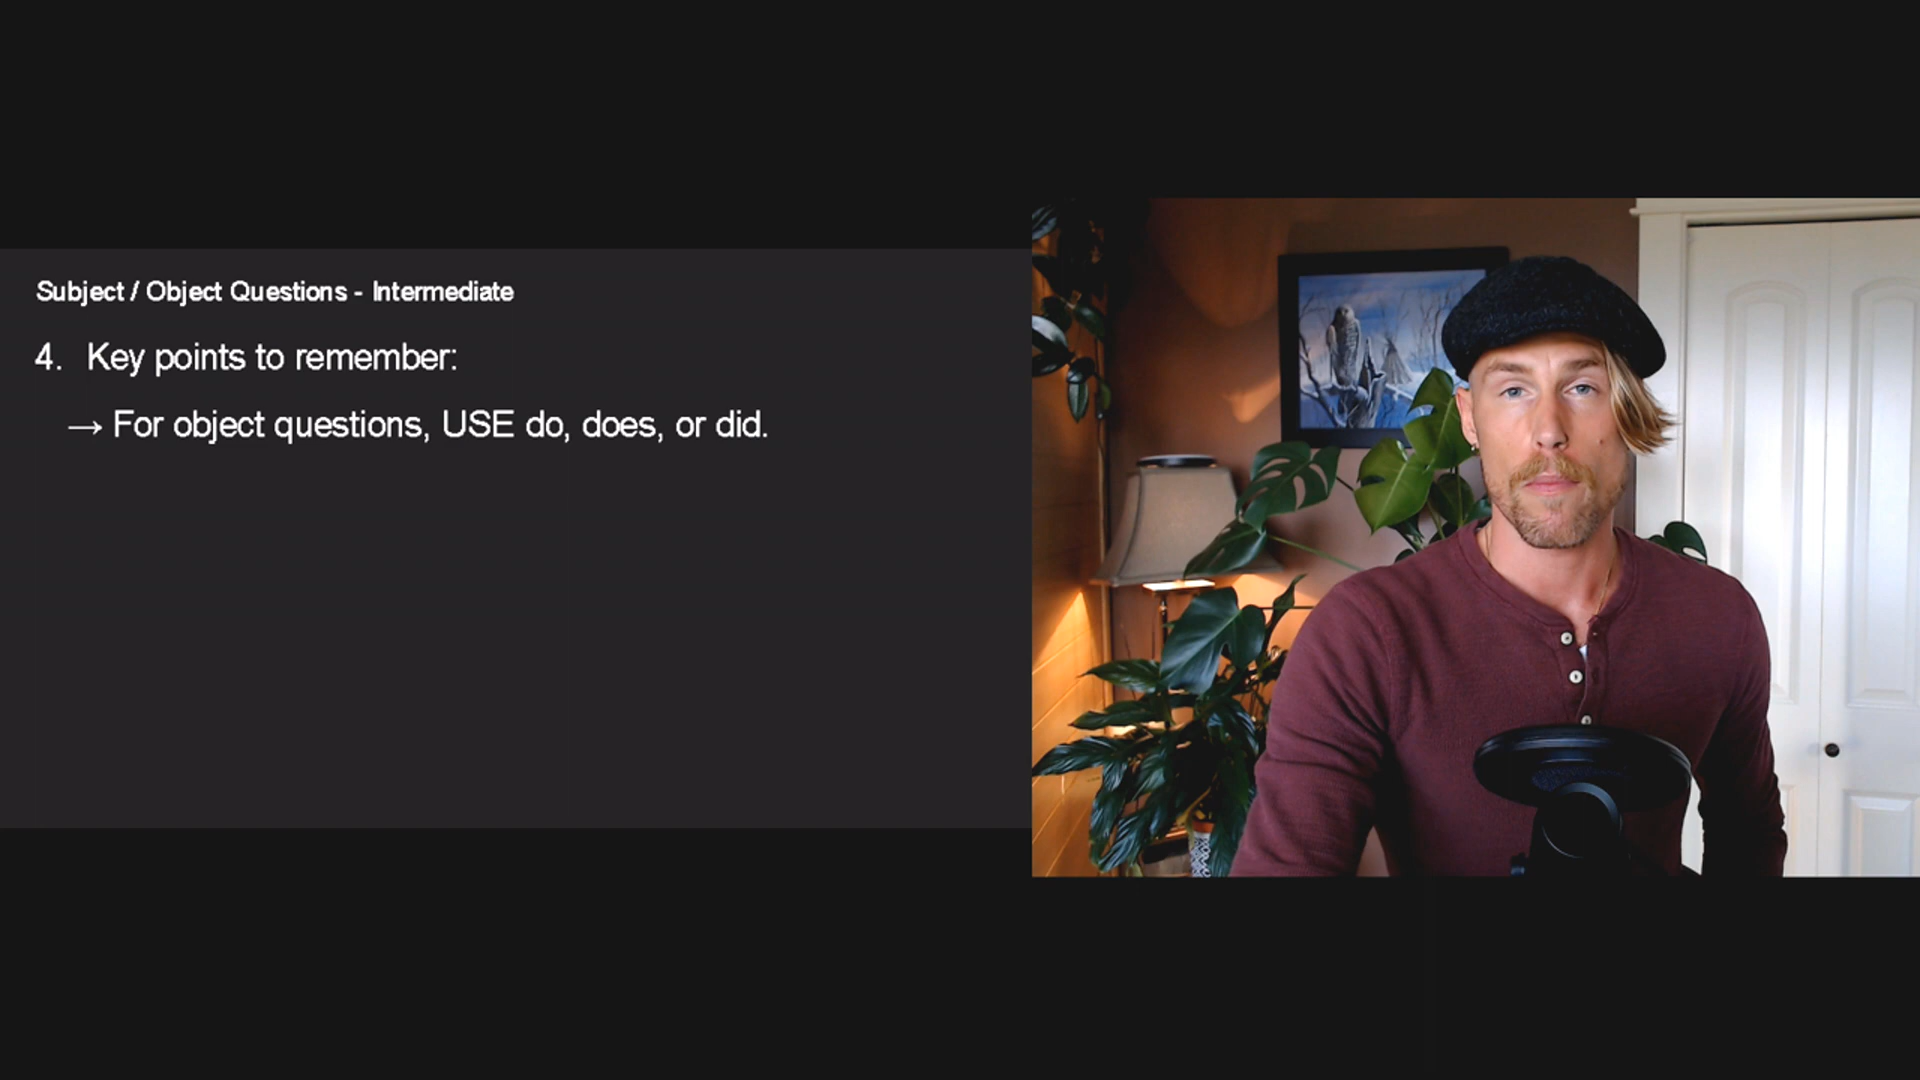 Subject / Object Questions - Intermediate
4. Key points to remember:
→ For object questions, USE do, does, or did.